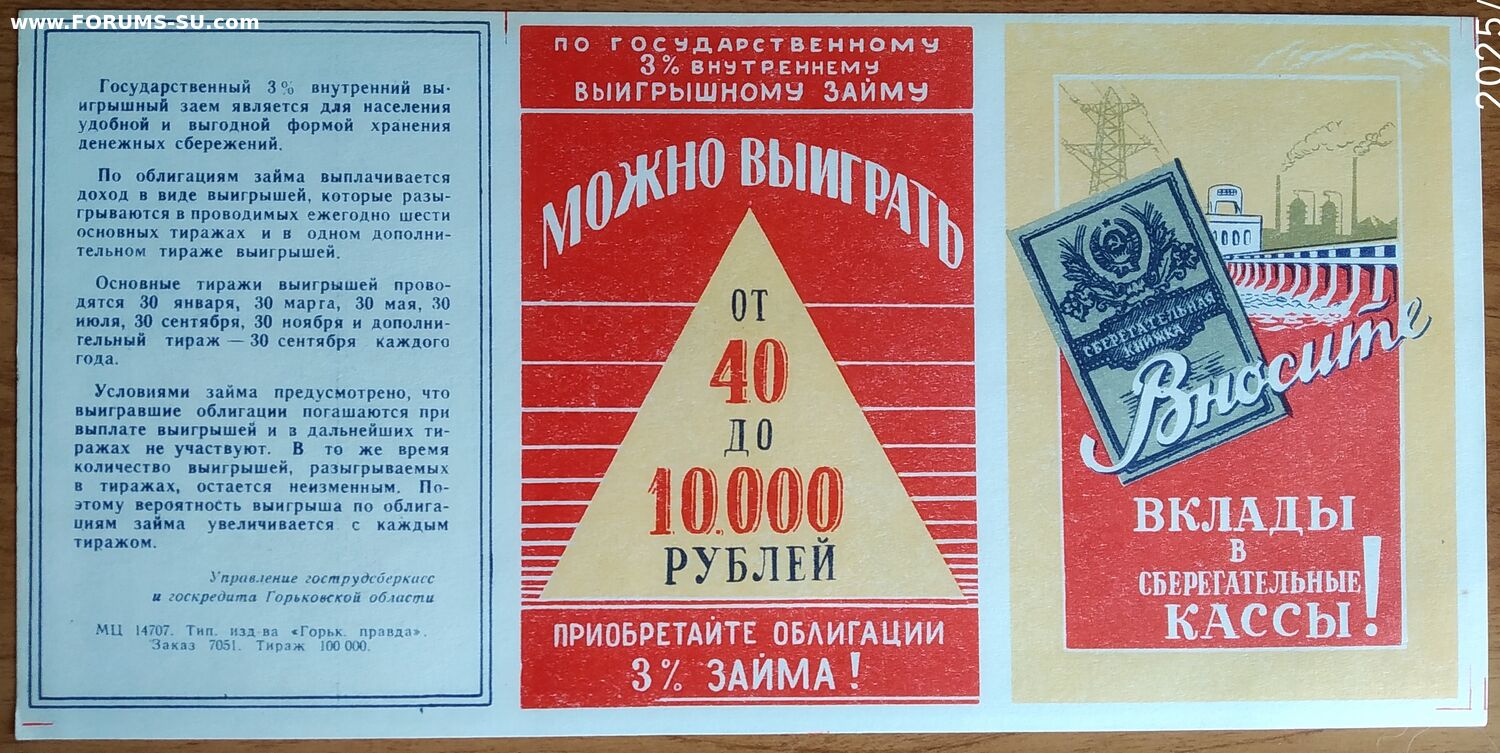 www.FORUMS-SU.com
2025/
Государственный 3% внутренний вы-
игрышный заем является для населения
удобной и выгодной формой хранения
денежных сбережений.
По облигациям займа выплачивается
доход в виде выигрышей, которые разы-
грываются в проводимых ежегодно шести
основных тиражах и в одном дополни-
тельном тираже выигрышей.
Основные тиражи выигрышей прово-
дятся 30 января, 30 марта, 30 мая, 30
июля, 30 сентября, 30 ноября и дополни-
тельный тираж — 30 сентября каждого
года.
Условиями займа предусмотрено, что
выигравшие облигации погашаются при
выплате выигрышей и в дальнейших ти-
ражах не участвуют. В то же время
количество выигрышей, разыгрываемых
в тиражах, остается неизменным. По-
этому вероятность выигрыша по облига-
циям займа увеличивается с каждым
тиражом.
Управление гострудсберкасс
и госкредита Горьковской области
МЦ 14707. Тип. изд-ва «Горьк. правда».
Заказ 7051. Тираж 100 000.
ПО ГОСУДАРСТВЕННОМУ
3% ВНУТРЕННЕМУ
ВЫИГРЫШНОМУ ЗАЙМУ
МОЖНО ВЫИГРАТЬ
ОТ
40
ДО
10.000
РУБЛЕЙ
ПРИОБРЕТАЙТЕ ОБЛИГАЦИИ
3% ЗАЙМА!
СБЕРЕГАТЕЛЬНАЯ
КНИЖКА
Вносите
ВКЛАДЫ
В
СБЕРЕГАТЕЛЬНЫЕ
КАССЫ!